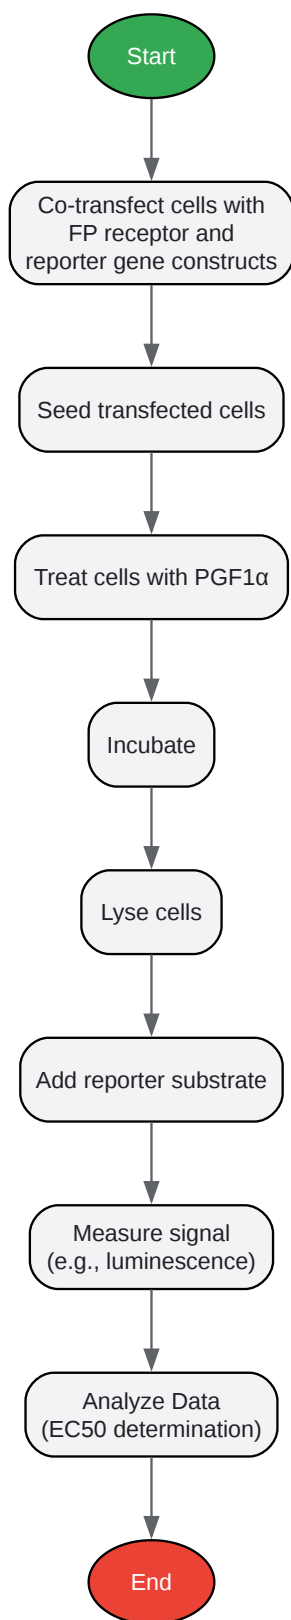 Start
Co-transfect cells with
FP receptor and
reporter gene constructs
Seed transfected cells
Treat cells with PGF1α
Incubate
Lyse cells
Add reporter substrate
Measure signal
(e.g., luminescence)
Analyze Data
(EC50 determination)
End